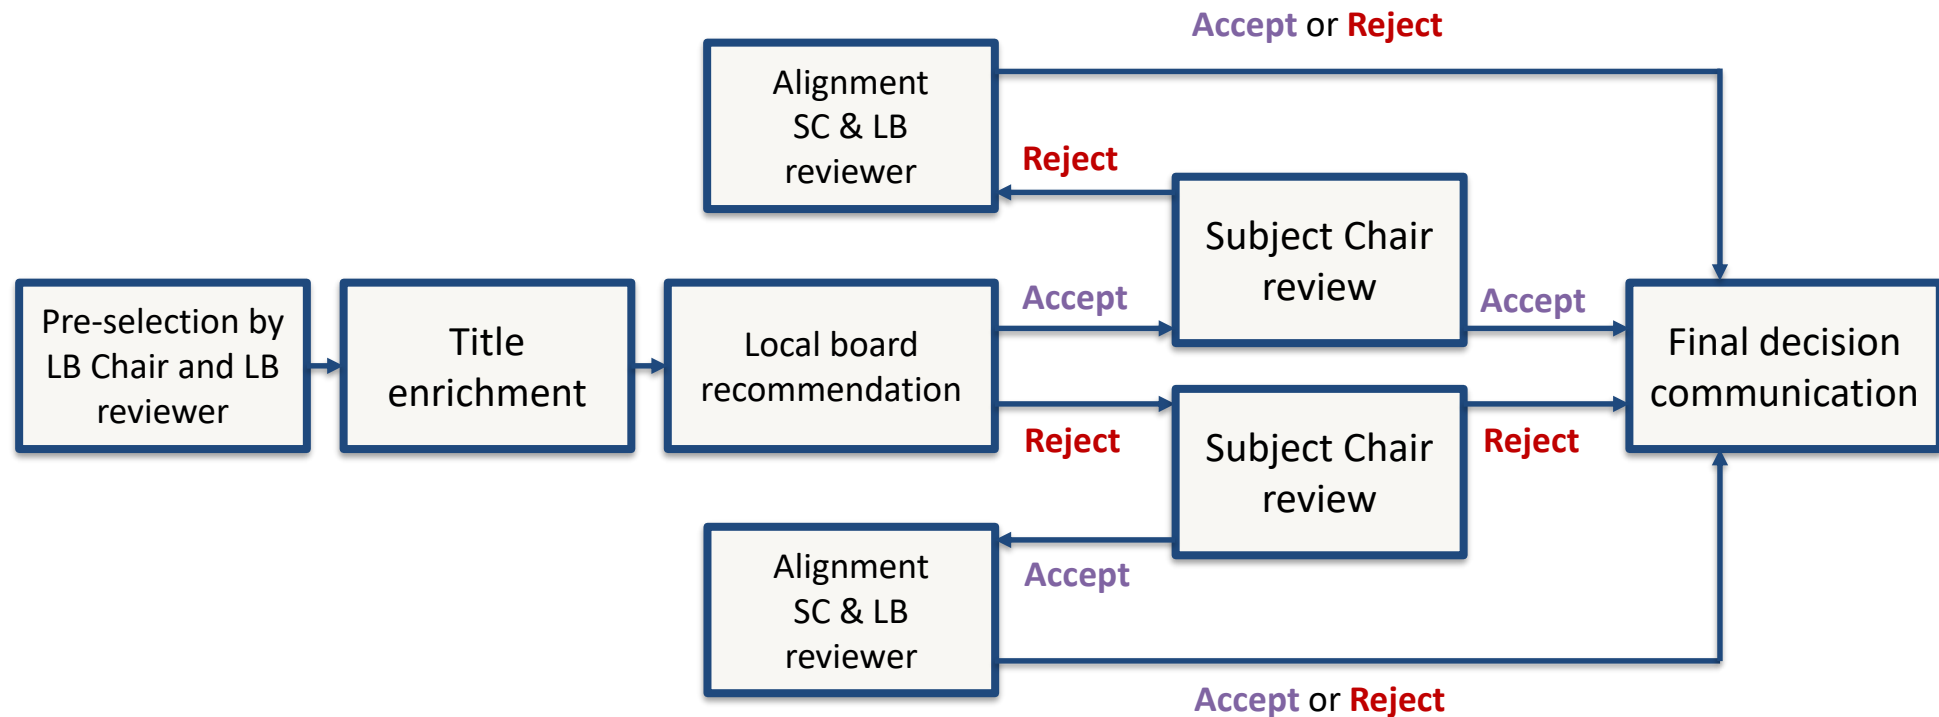 Accept or Reject
Alignment
SC & LB
reviewer
Reject
Subject Chair
review
Pre-selection by
LB Chair and LB
reviewer
Title
enrichment
Local board
recommendation
Accept
Accept
Final decision
communication
Reject
Subject Chair
review
Reject
Alignment
SC & LB
reviewer
Accept
Accept or Reject